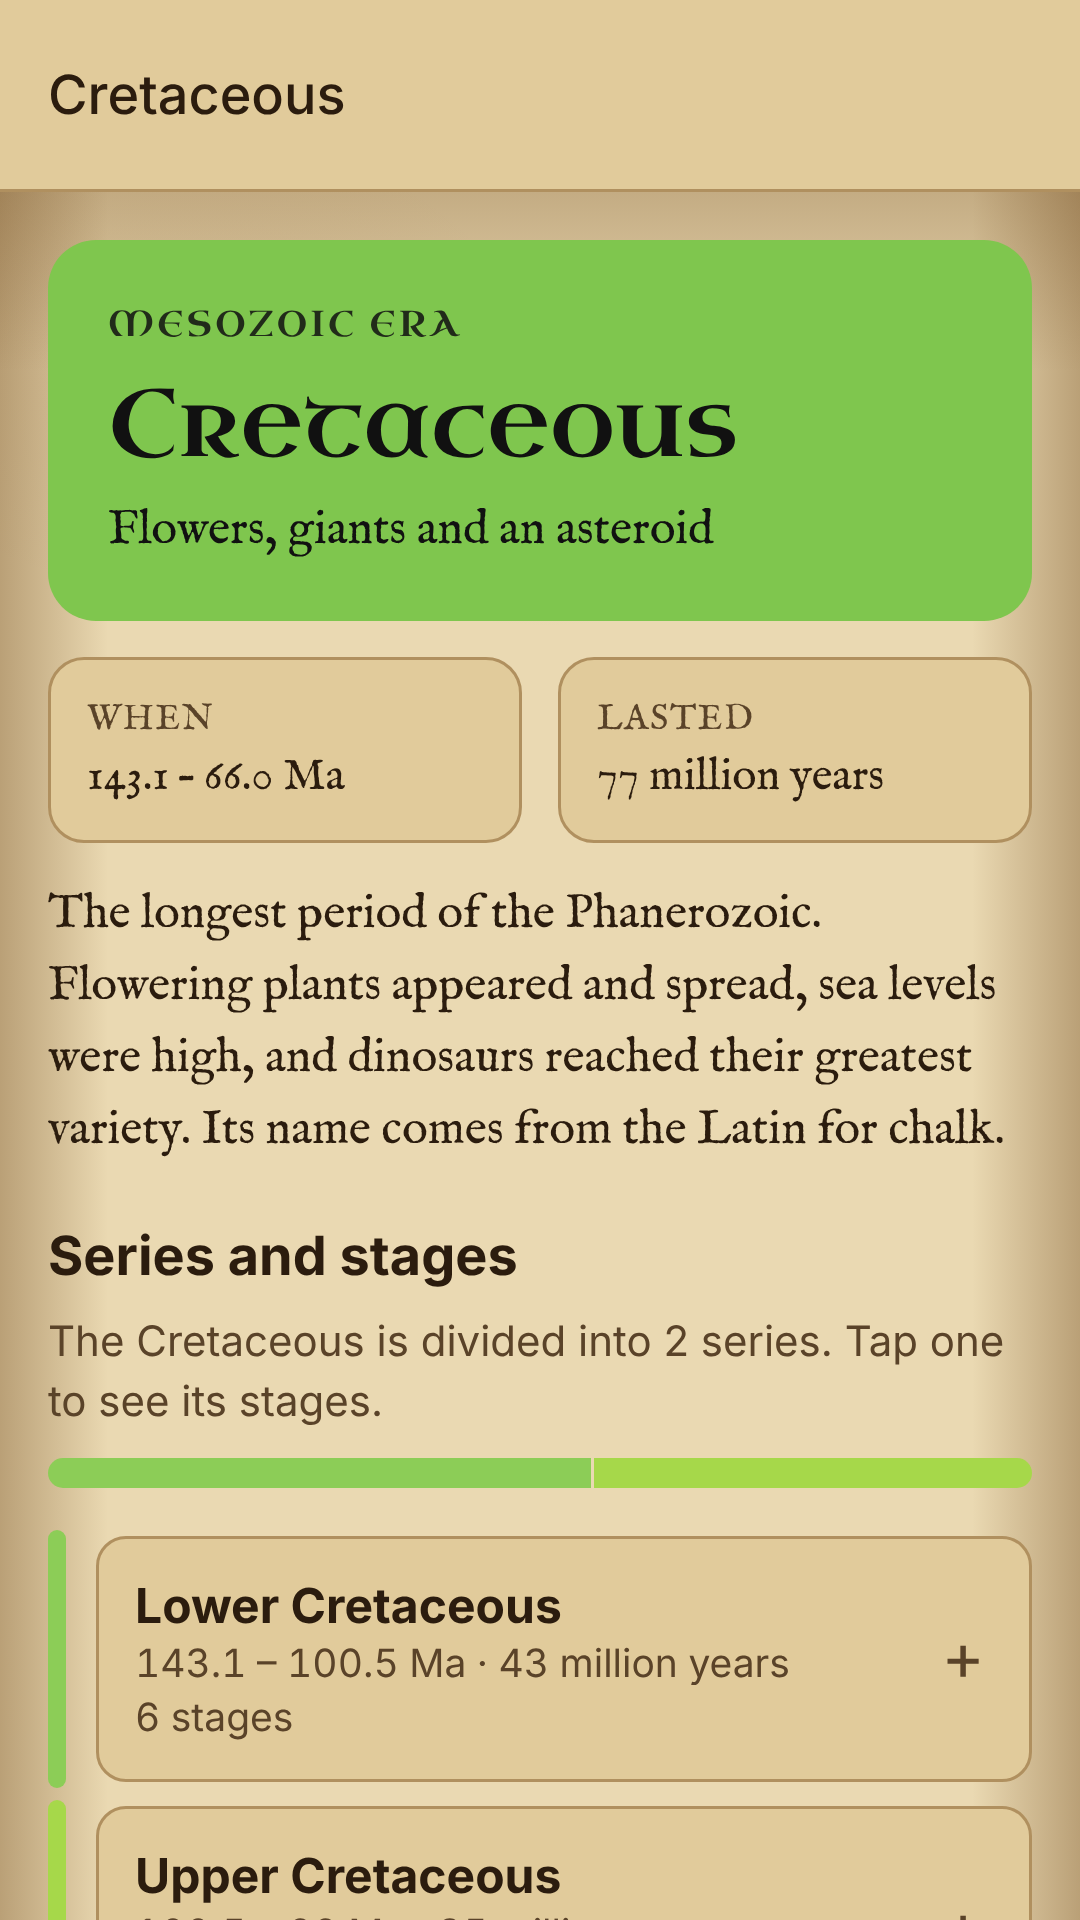 Cretaceous
MESOZOIC ERA
Cretaceous
Flowers, giants and an asteroid
WHEN
143.1 – 66.0 Ma
LASTED
77 million years
The longest period of the Phanerozoic.
Flowering plants appeared and spread, sea levels
were high, and dinosaurs reached their greatest
variety. Its name comes from the Latin for chalk.
Series and stages
The Cretaceous is divided into 2 series. Tap one
to see its stages.
Lower Cretaceous
143.1 – 100.5 Ma · 43 million years
+
6 stages
Upper Cretaceous